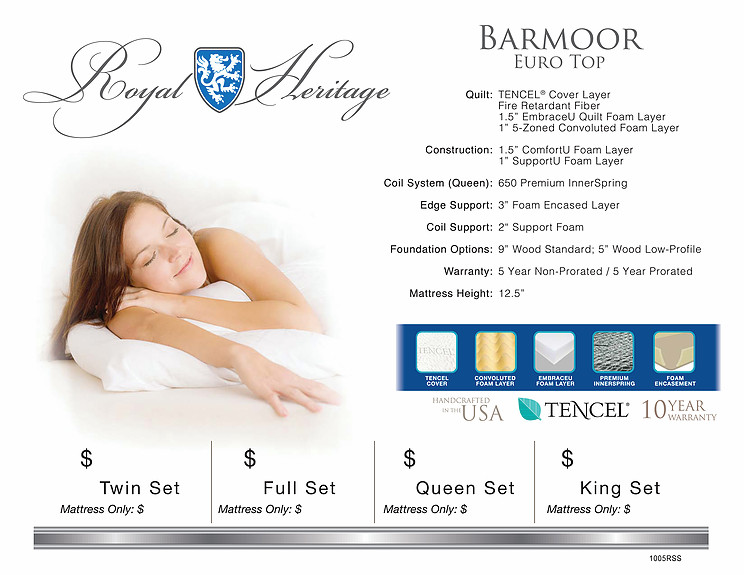 Royal Heritage
BARMOOR
EURO TOP
Quilt: TENCEL® Cover Layer
Fire Retardant Fiber
1.5” EmbraceU Quilt Foam Layer
1” 5-Zoned Convoluted Foam Layer
Construction: 1.5” ComfortU Foam Layer
1” SupportU Foam Layer
Coil System (Queen): 650 Premium InnerSpring
Edge Support: 3” Foam Encased Layer
Coil Support: 2" Support Foam
Foundation Options: 9” Wood Standard; 5” Wood Low-Profile
Warranty: 5 Year Non-Prorated / 5 Year Prorated
Mattress Height: 12.5”
TENCEL
TENCEL COVER
CONVOLUTED FOAM LAYER
EMBRACEU FOAM LAYER
PREMIUM INNERSPRING
FOAM ENCASEMENT
HANDCRAFTED
IN THE USA
TENCEL®
10 YEAR
WARRANTY
$ $ $ $
Twin Set Full Set Queen Set King Set
Mattress Only: $ Mattress Only: $ Mattress Only: $ Mattress Only: $
1005RSS